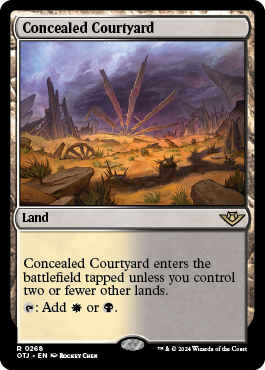 Concealed Courtyard
Land
Concealed Courtyard enters the
battlefield tapped unless you control
two or fewer other lands.
: Add or .
R 0268
OTJ • EN ROCKEY CHEN
™ & © 2024 Wizards of the Coast